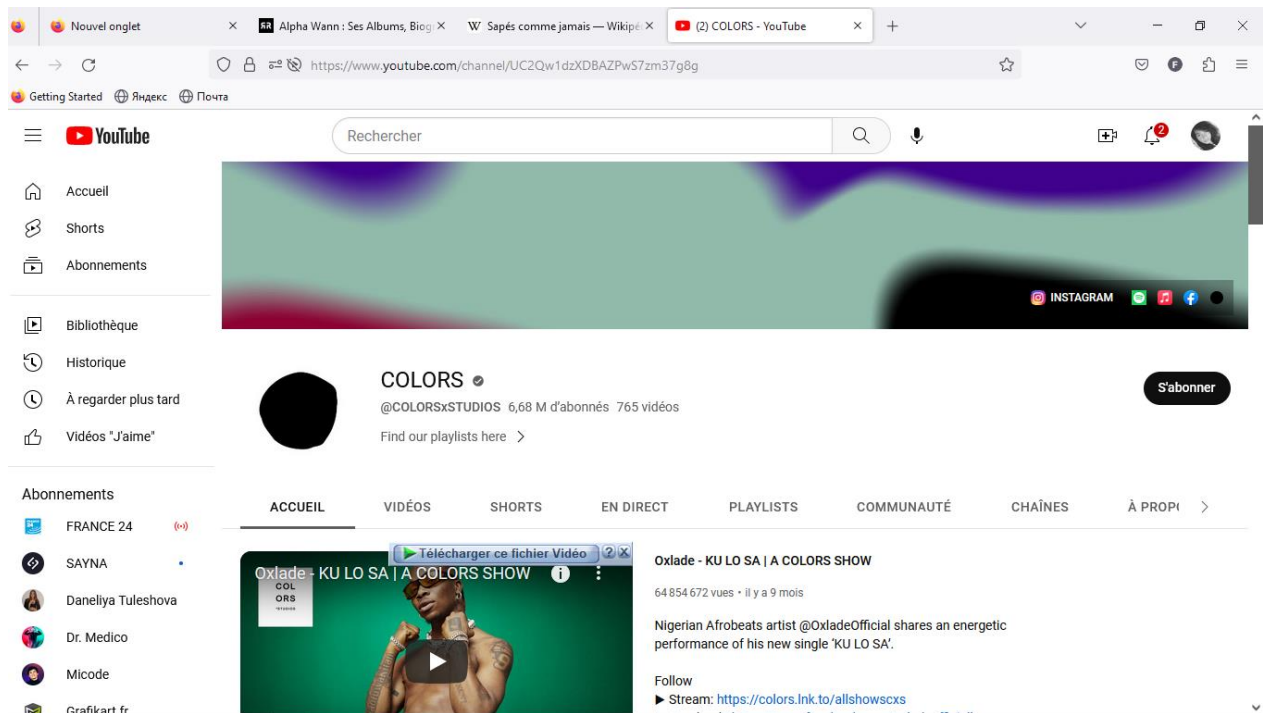 Nouvel onglet
Alpha Wann : Ses Albums, Biog
Sapés comme jamais — Wikipé
(2) COLORS - YouTube
https://www.youtube.com/channel/UC2Qw1dzXDBAZPwS7zm37g8g
Getting Started Яндекс Почта
YouTube
Rechercher
2
Accueil
Shorts
Abonnements
INSTAGRAM
Bibliothèque
Historique
À regarder plus tard
Vidéos "J'aime"
COLORS
@COLORSxSTUDIOS 6,68 M d'abonnés 765 vidéos
Find our playlists here
S'abonner
Abonnements
FRANCE 24
SAYNA
Daneliya Tuleshova
Dr. Medico
Micode
Grafikart.fr
ACCUEIL VIDÉOS SHORTS EN DIRECT PLAYLISTS COMMUNAUTÉ CHAÎNES À PROP
Télécharger ce fichier Vidéo ? X
Oxlade - KU LO SA | A COLORS SHOW
COL
ORS
Oxlade - KU LO SA | A COLORS SHOW
64 854 672 vues • il y a 9 mois
Nigerian Afrobeats artist @OxladeOfficial shares an energetic
performance of his new single ‘KU LO SA’.
Follow
▶ Stream: https://colors.lnk.to/allshowscxs